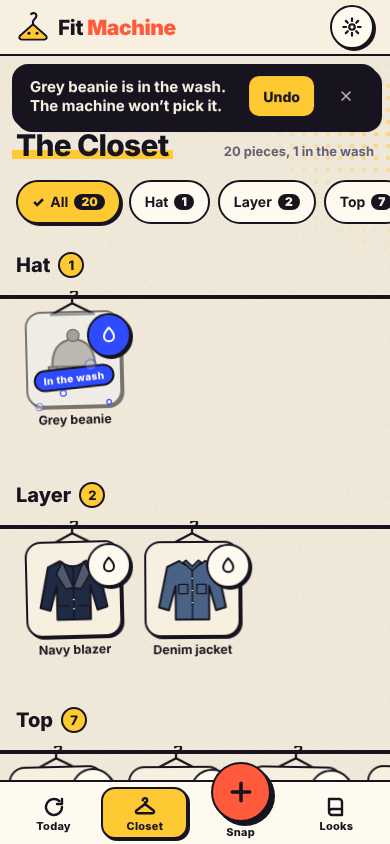 Fit Machine
Grey beanie is in the wash.
The machine won't pick it.
Undo
The Closet
20 pieces, 1 in the wash
All 20
Hat 1
Layer 2
Top 7
Hat 1
In the wash
Grey beanie
Layer 2
Navy blazer
Denim jacket
Top 7
Today
Closet
Snap
Looks